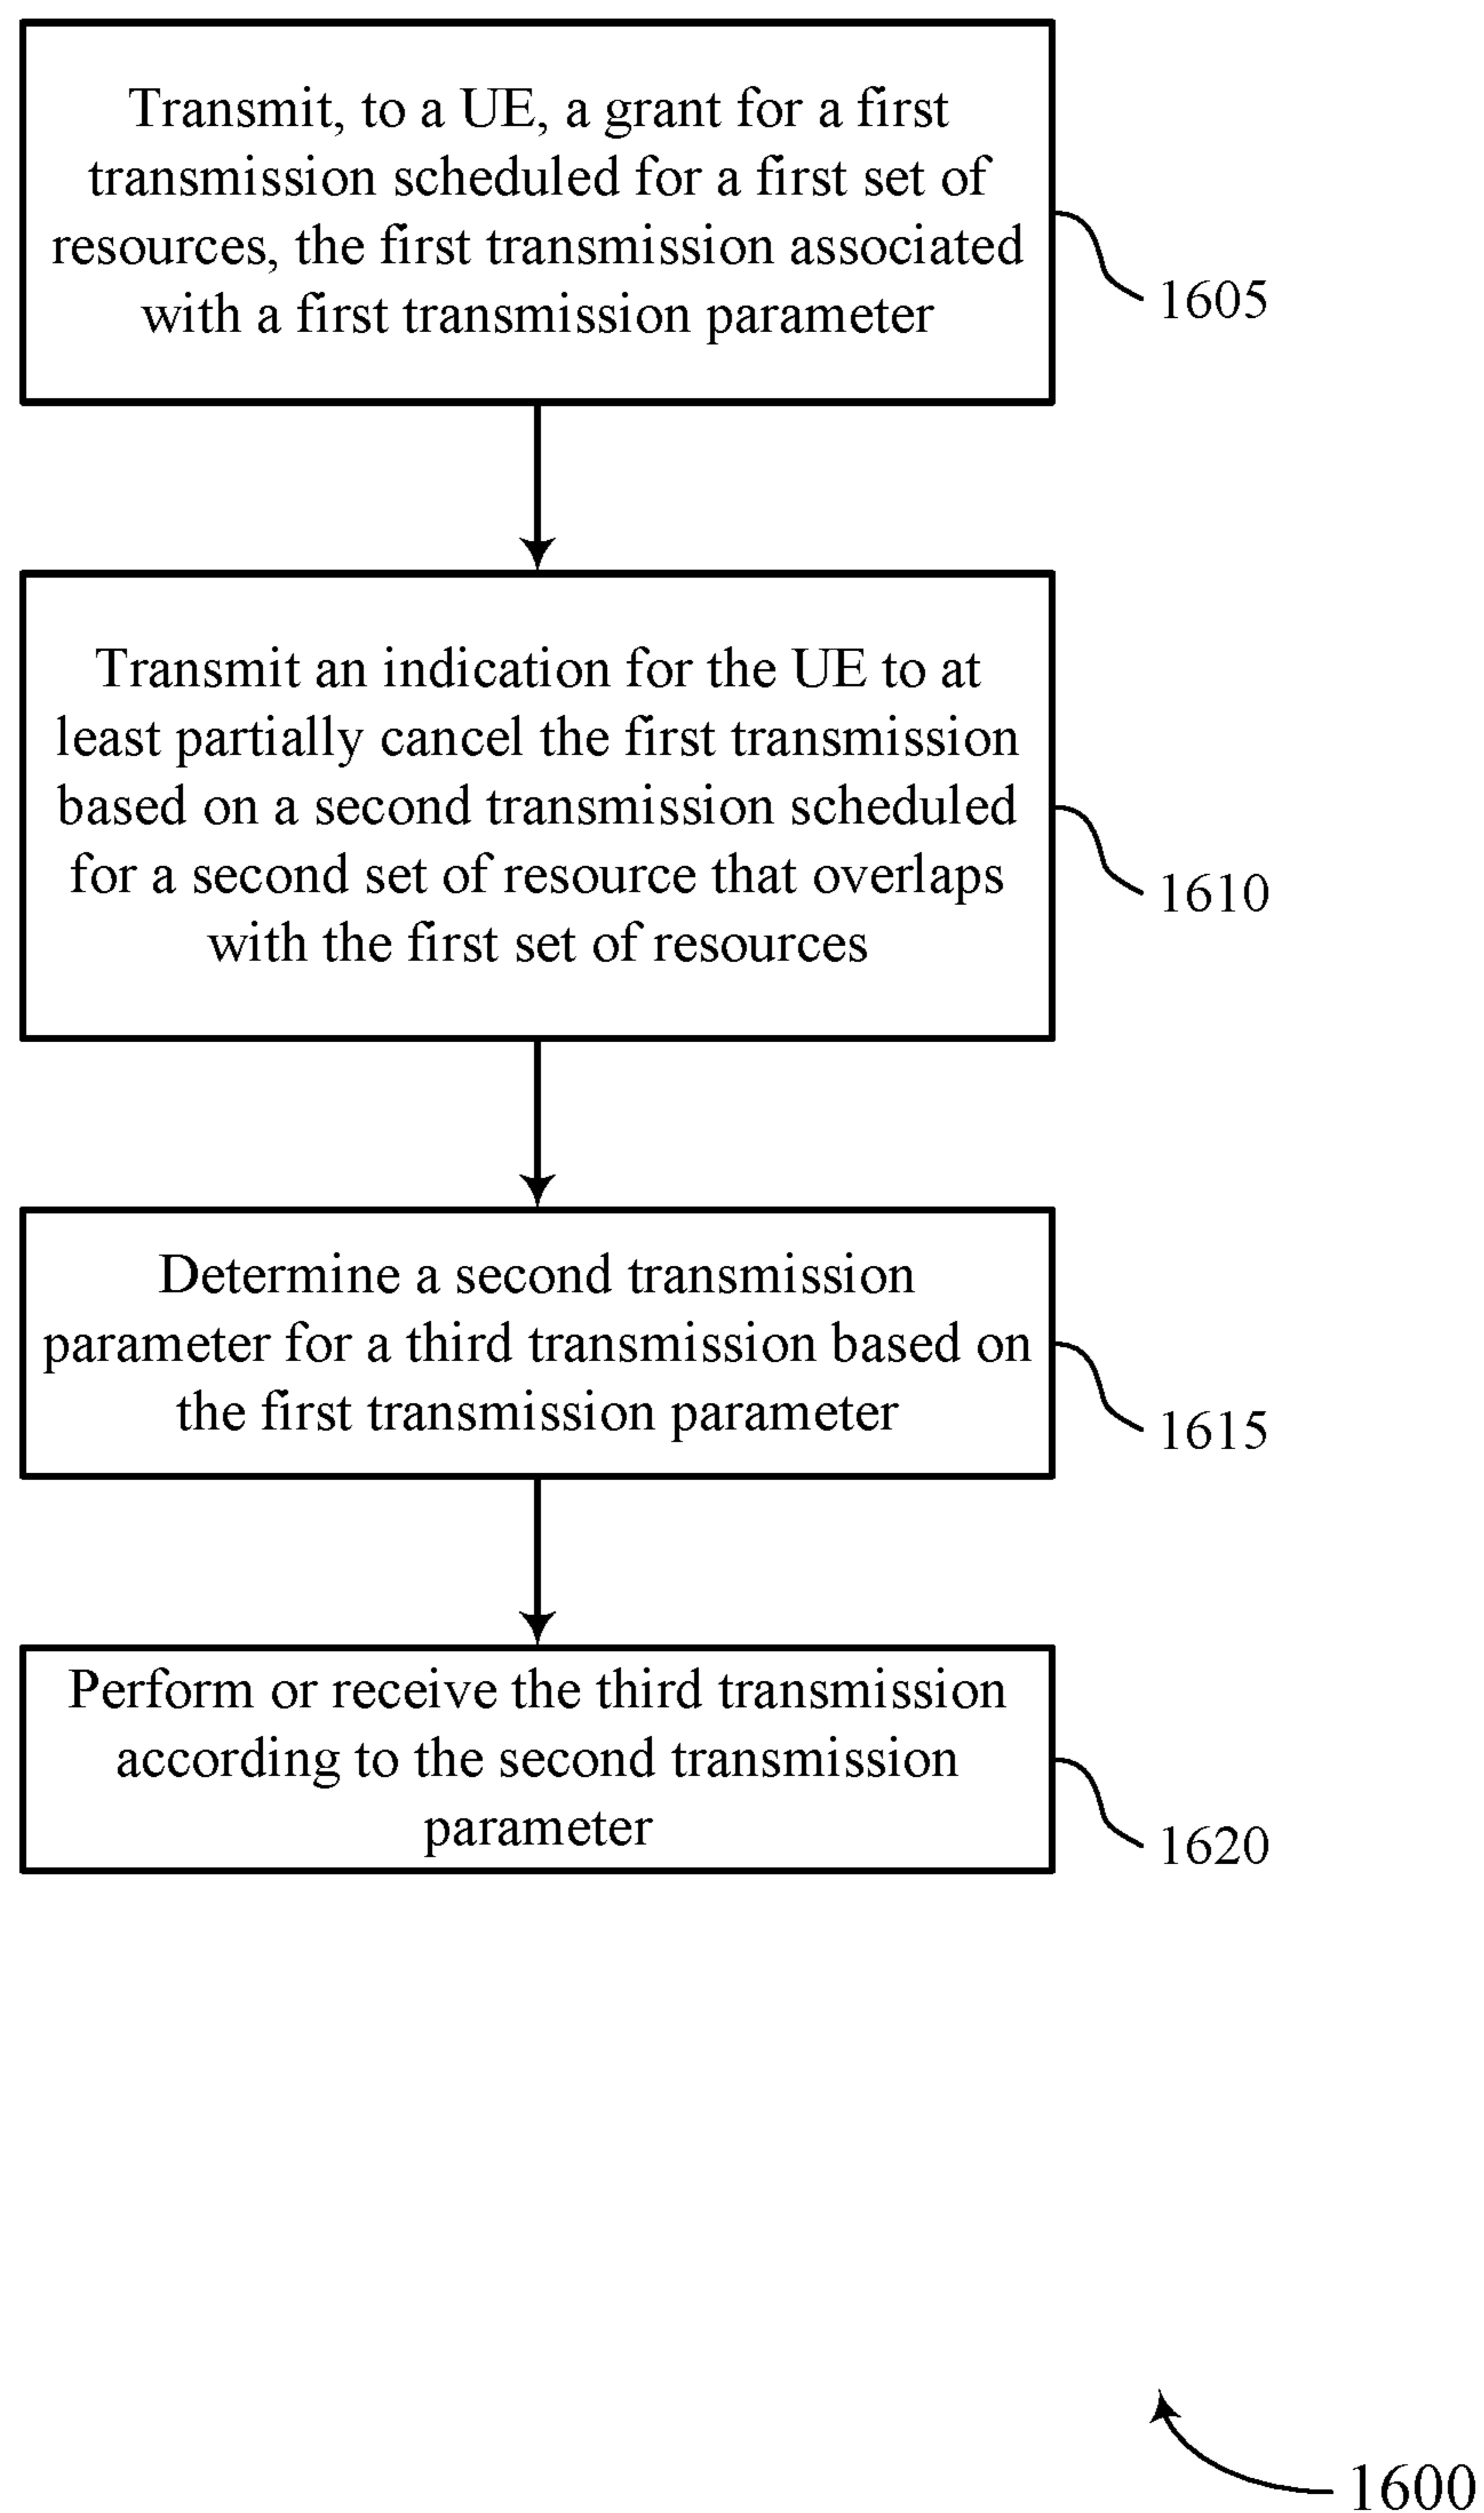 Transmit, to a UE, a grant for a first
transmission scheduled for a first set of
resources, the first transmission associated
with a first transmission parameter
1605
Transmit an indication for the UE to at
least partially cancel the first transmission
based on a second transmission scheduled
for a second set of resource that overlaps
with the first set of resources
1610
Determine a second transmission
parameter for a third transmission based on
the first transmission parameter
1615
Perform or receive the third transmission
according to the second transmission
parameter
1620
1600